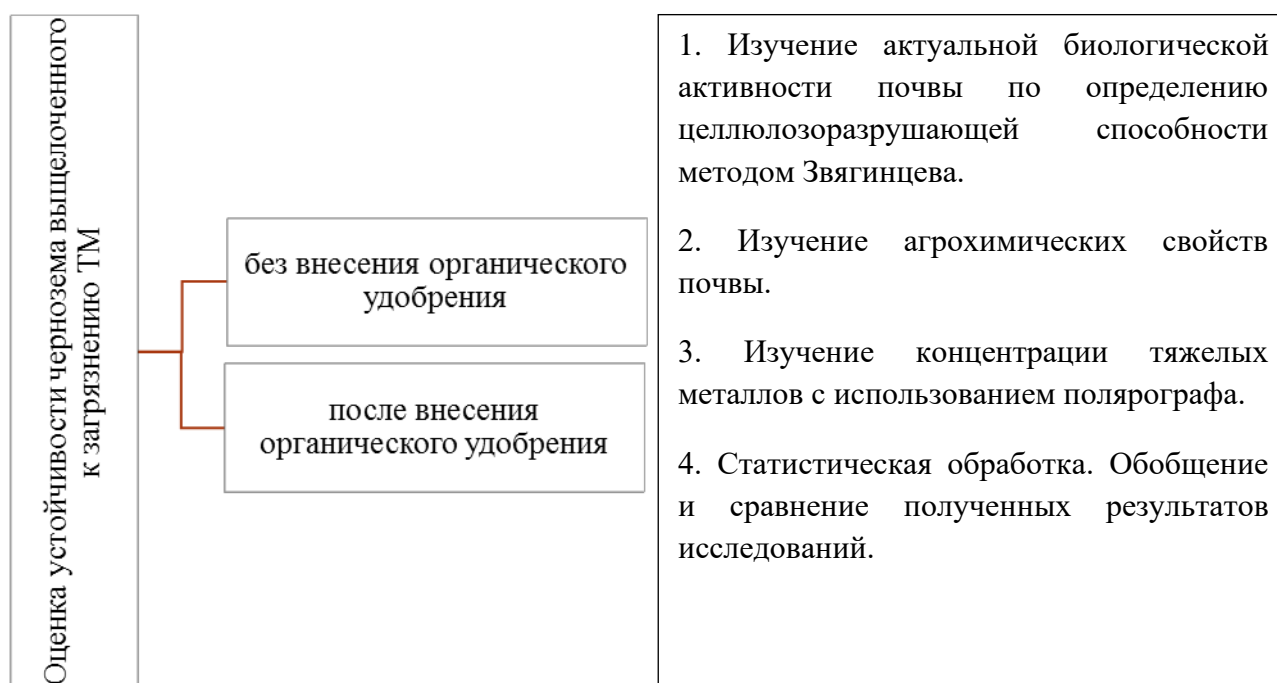 Оценка устойчивости чернозема выщелоченного
к загрязнению ТМ
без внесения органического
удобрения
после внесения
органического удобрения
1. Изучение актуальной биологической
активности почвы по определению
целлюлозоразрушающей способности
методом Звягинцева.
2. Изучение агрохимических свойств
почвы.
3. Изучение концентрации тяжелых
металлов с использованием полярографа.
4. Статистическая обработка. Обобщение
и сравнение полученных результатов
исследований.